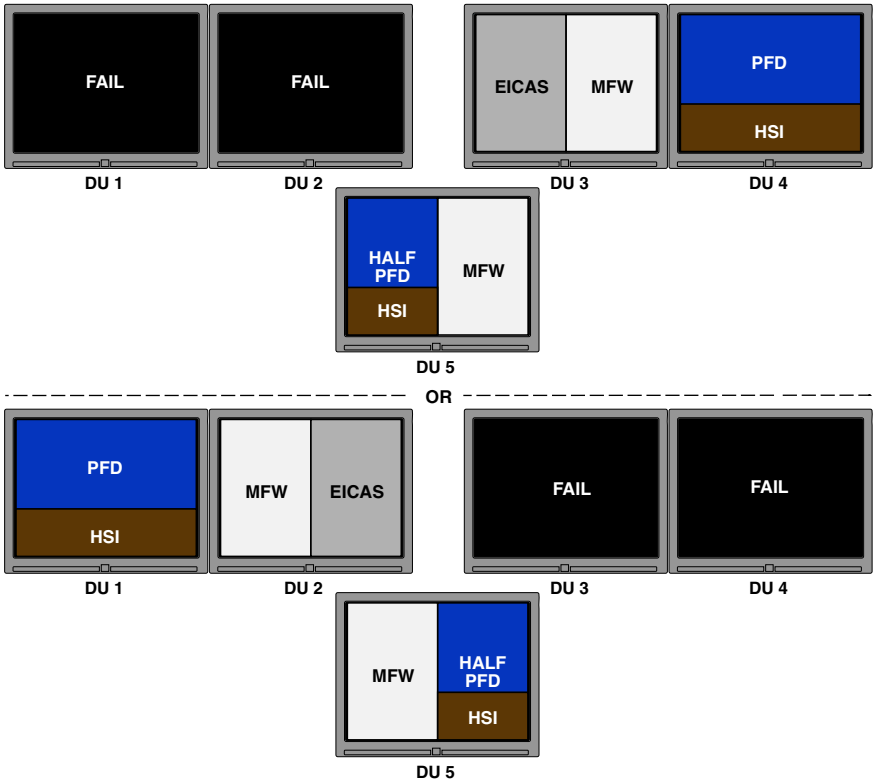 FAIL
FAIL
EICAS
MFW
PFD
HSI
DU 1
DU 2
DU 3
DU 4
HALF
PFD
HSI
MFW
DU 5
OR
PFD
HSI
MFW
EICAS
FAIL
FAIL
DU 1
DU 2
DU 3
DU 4
MFW
HALF
PFD
HSI
DU 5